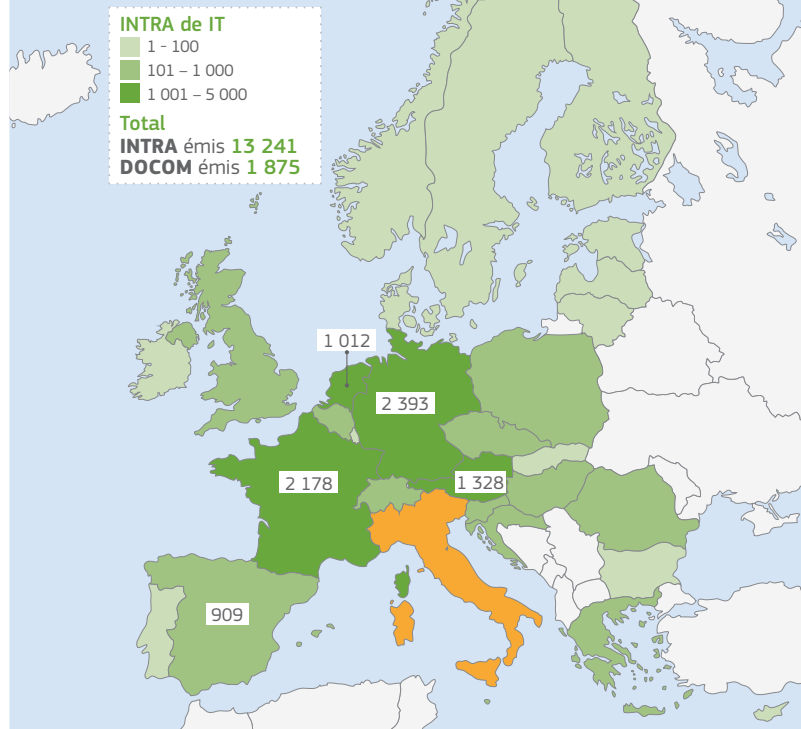 INTRA de IT
1 - 100
101 – 1 000
1 001 – 5 000
Total
INTRA émis 13 241
DOCOM émis 1 875
1 012
2 393
2 178
1 328
909